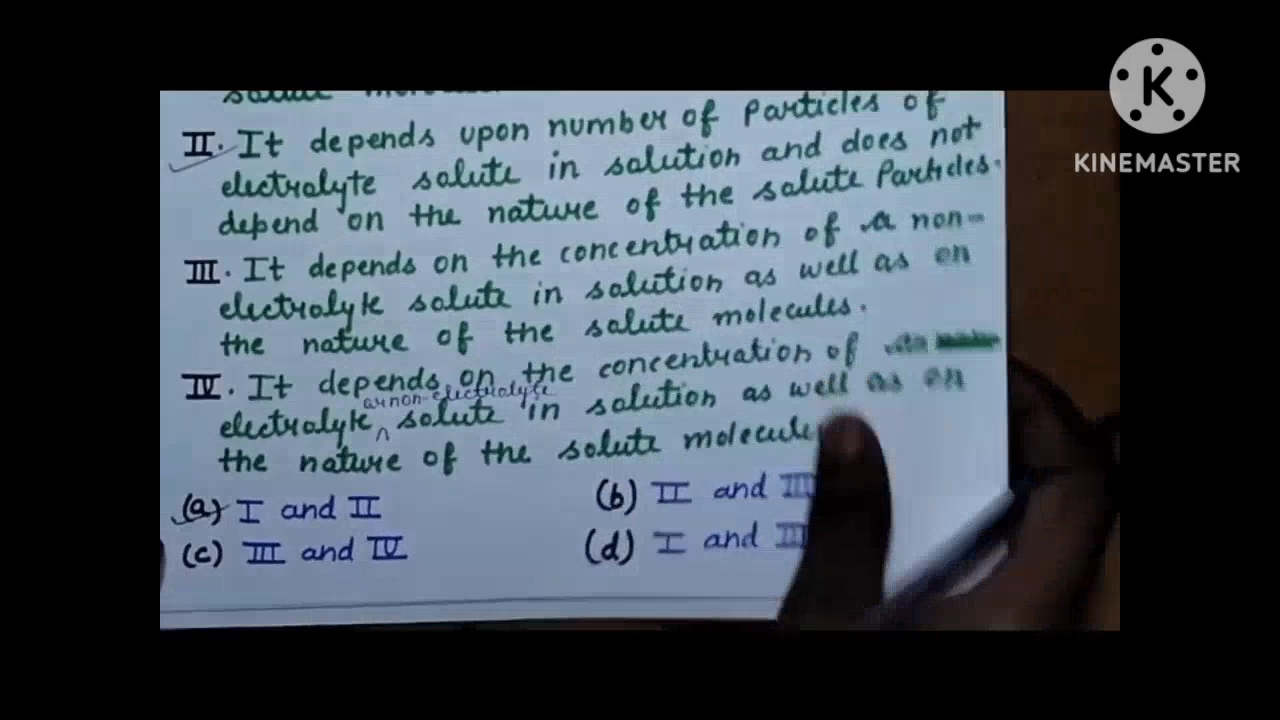 II. It depends upon number of Particles of
electrolyte solute in solution and does not
depend on the nature of the solute Particles.
III. It depends on the concentration of a non-
electrolyte solute in solution as well as on
the nature of the solute molecules.
IV. It depends on the concentration of
or non-electrolyte
electrolyte ^ solute in solution as well as on
the nature of the solute
(a) I and II (b) II and III
(c) III and IV (d) I and III
K
KINEMASTER